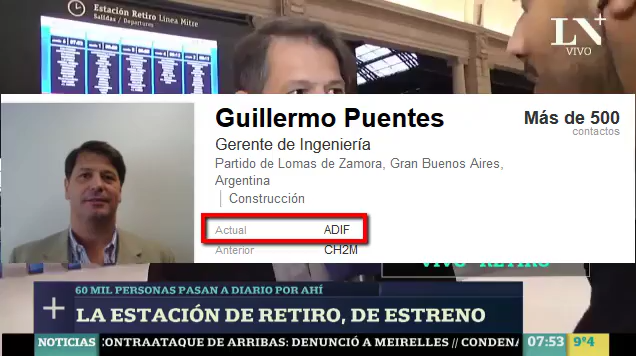 Estación Retiro Línea Mitre
Salidas / Departures
LN+
VIVO
Guillermo Puentes
Más de 500
contactos
Gerente de Ingeniería
Partido de Lomas de Zamora, Gran Buenos Aires,
Argentina
Construcción
Actual ADIF
Anterior CH2M
VIVO RETIRO
60 MIL PERSONAS PASAN A DIARIO POR AHÍ
LA ESTACIÓN DE RETIRO, DE ESTRENO
NOTICIAS CONTRAATAQUE DE ARRIBAS: DENUNCIÓ A MEIRELLES // CONDENA 07:53 9°4